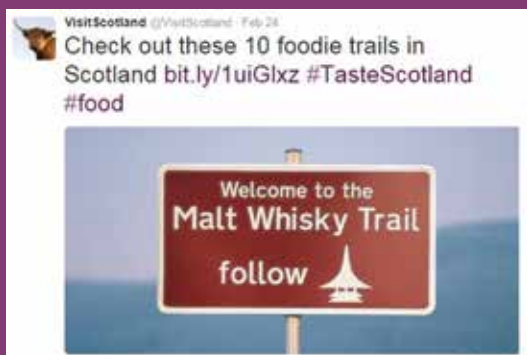 VisitScotland @VisitScotland · Feb 24
Check out these 10 foodie trails in
Scotland bit.ly/1uiGlxz #TasteScotland
#food
Welcome to the
Malt Whisky Trail
follow